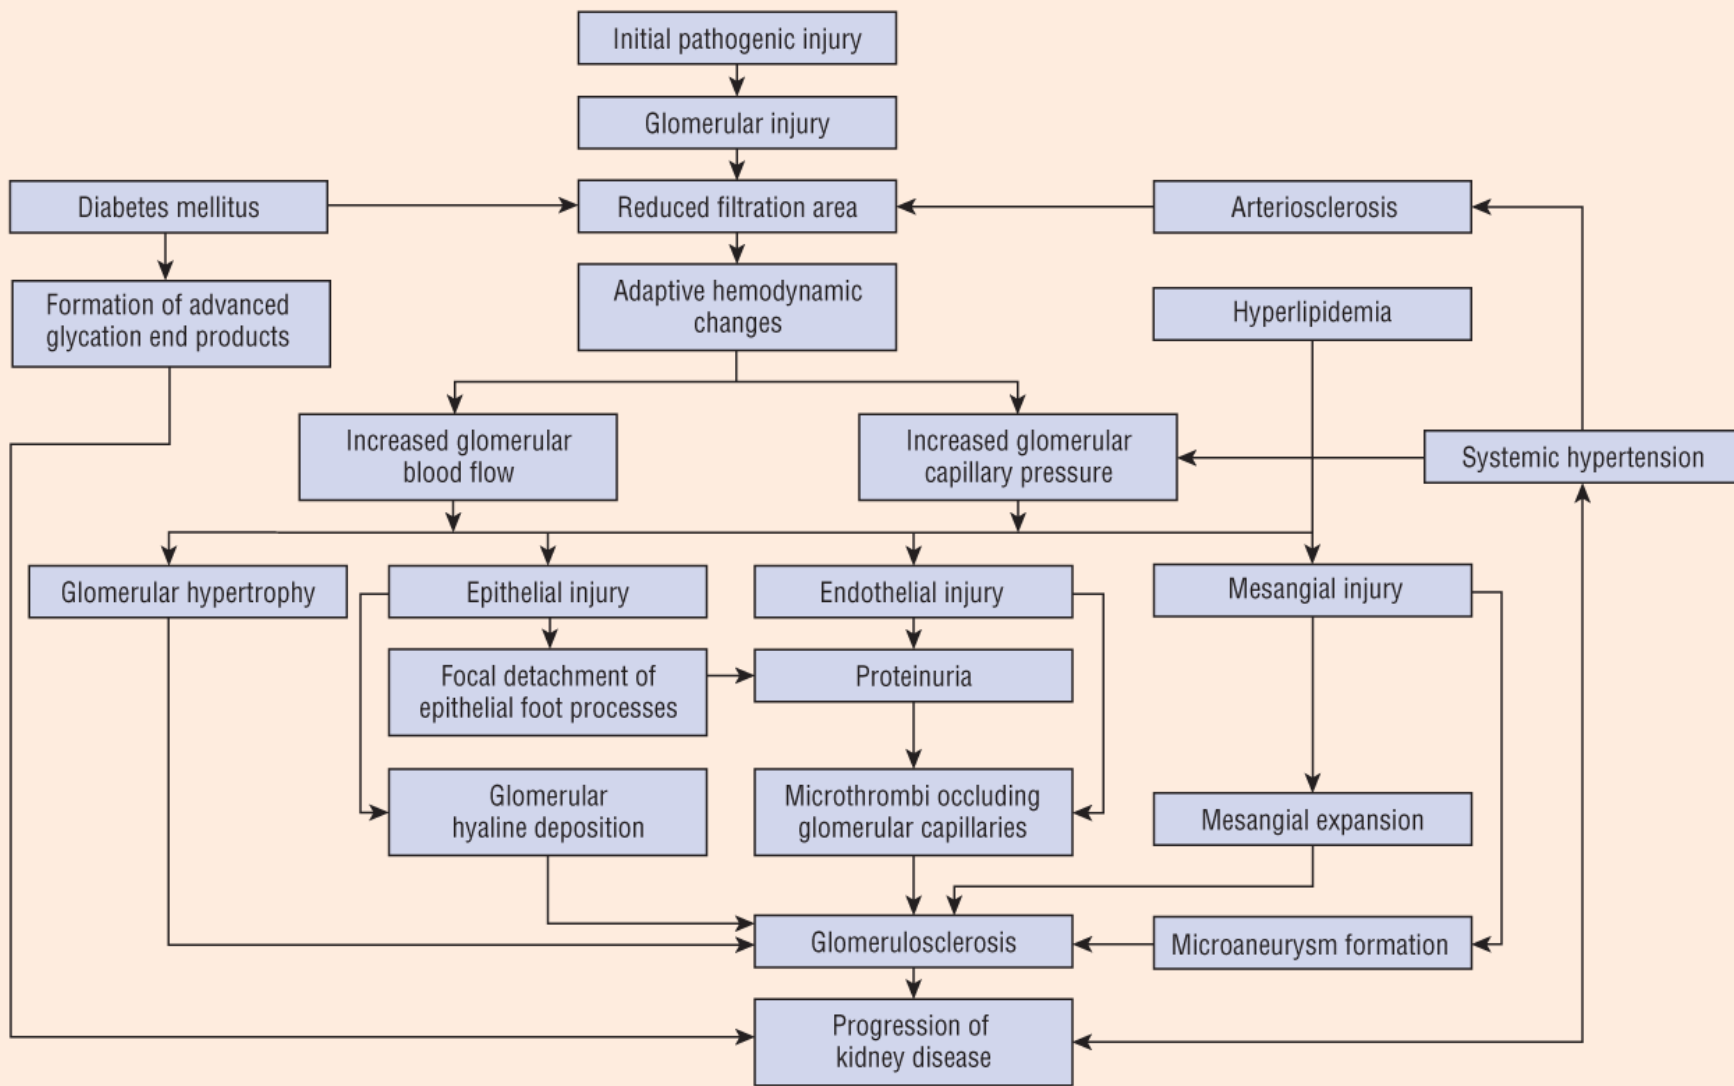 Initial pathogenic injury
Glomerular injury
Diabetes mellitus
Reduced filtration area
Arteriosclerosis
Formation of advanced
glycation end products
Adaptive hemodynamic
changes
Hyperlipidemia
Increased glomerular
blood flow
Increased glomerular
capillary pressure
Systemic hypertension
Glomerular hypertrophy
Epithelial injury
Endothelial injury
Mesangial injury
Focal detachment of
epithelial foot processes
Proteinuria
Glomerular
hyaline deposition
Microthrombi occluding
glomerular capillaries
Mesangial expansion
Glomerulosclerosis
Microaneurysm formation
Progression of
kidney disease